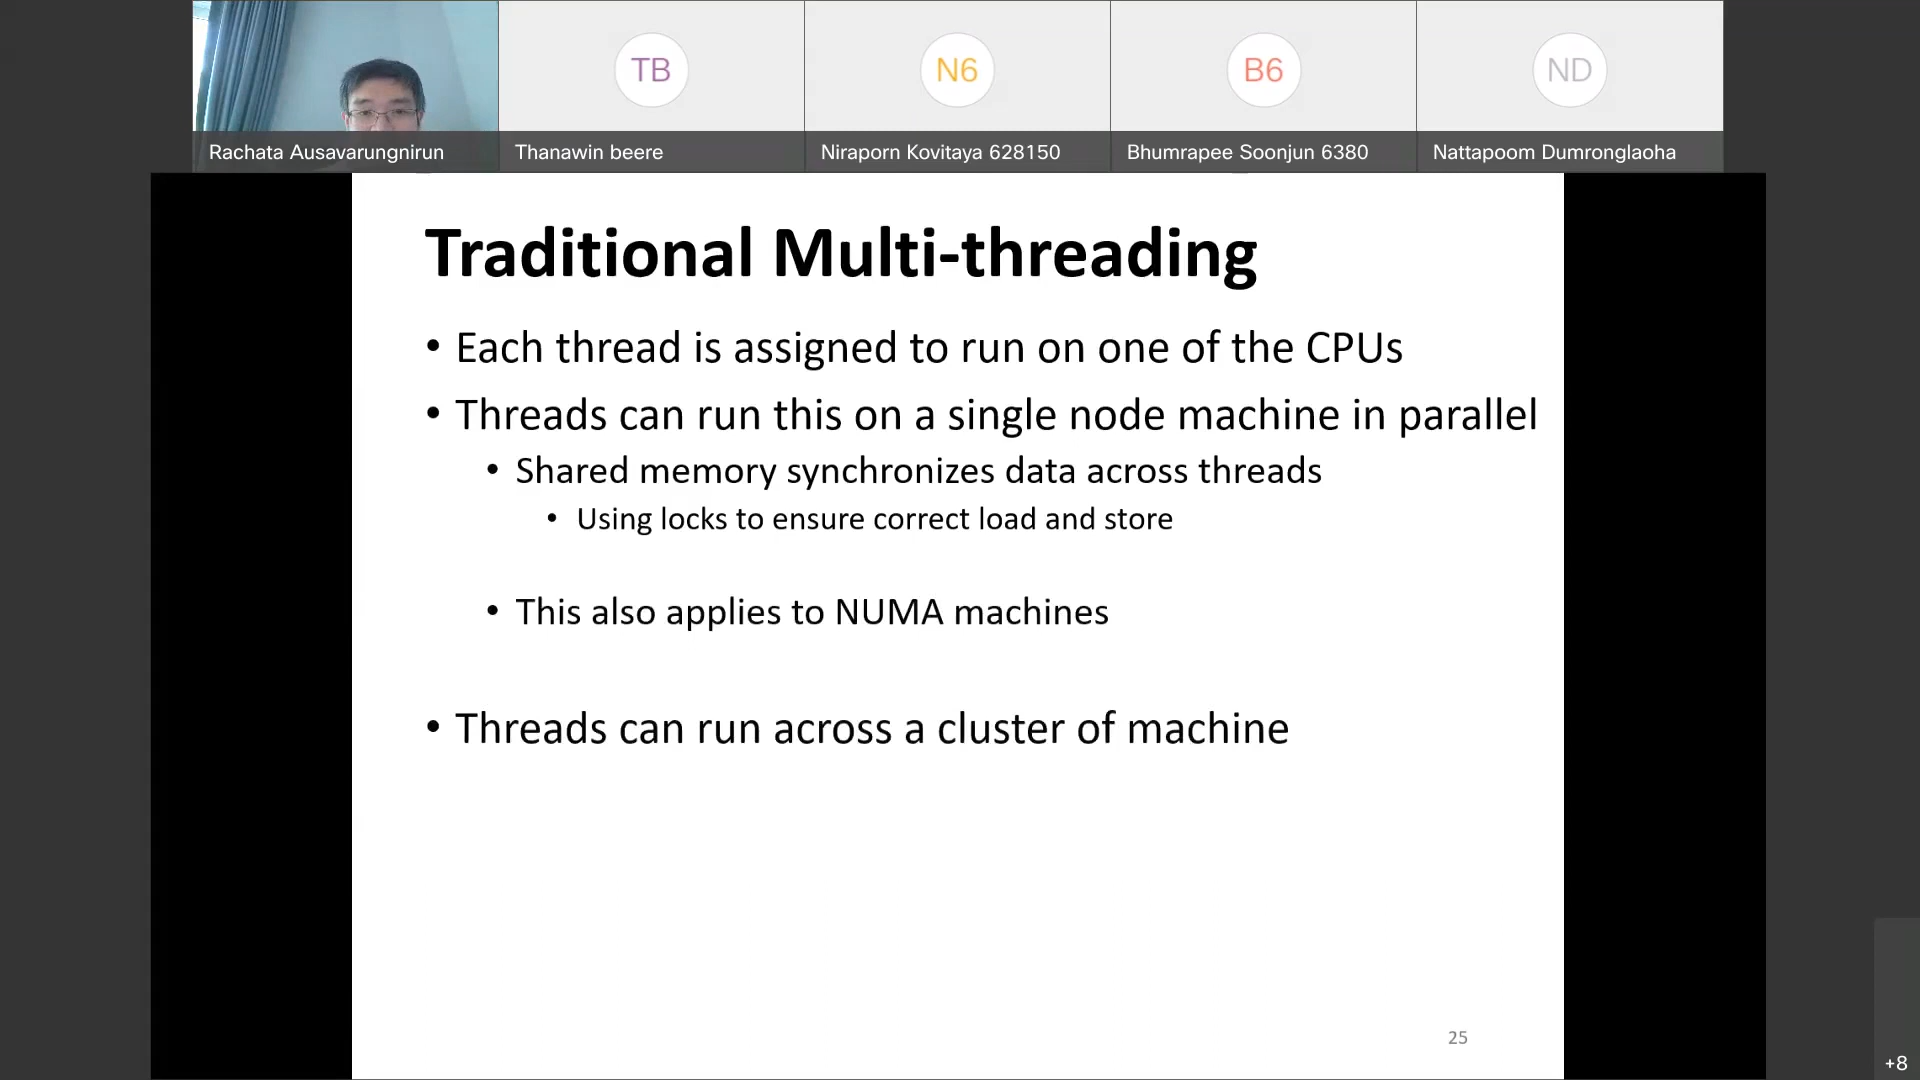 TB
N6
B6
ND
Rachata Ausavarungnirun
Thanawin beere
Niraporn Kovitaya 628150
Bhumrapee Soonjun 6380
Nattapoom Dumronglaoha
Traditional Multi-threading
• Each thread is assigned to run on one of the CPUs
• Threads can run this on a single node machine in parallel
• Shared memory synchronizes data across threads
• Using locks to ensure correct load and store
• This also applies to NUMA machines
• Threads can run across a cluster of machine
25
+8